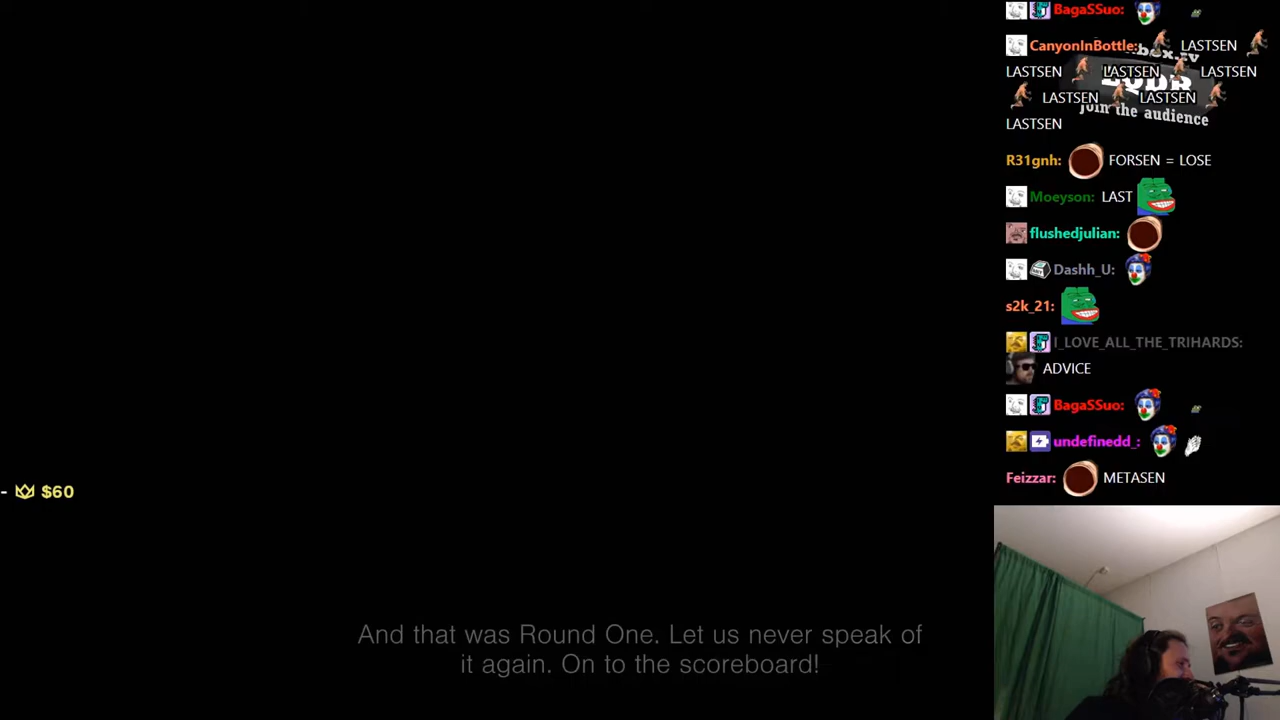 BagaSSuo:
CanyonInBottle: LASTSEN
LASTSEN LASTSEN LASTSEN
LASTSEN LASTSEN
LASTSEN
join the audience
R31gnh: FORSEN = LOSE
Moeyson: LAST
flushedjulian:
Dashh_U:
s2k_21:
I_LOVE_ALL_THE_TRIHARDS:
ADVICE
BagaSSuo:
undefinedd_:
Feizzar: METASEN
- $60
And that was Round One. Let us never speak of
it again. On to the scoreboard!